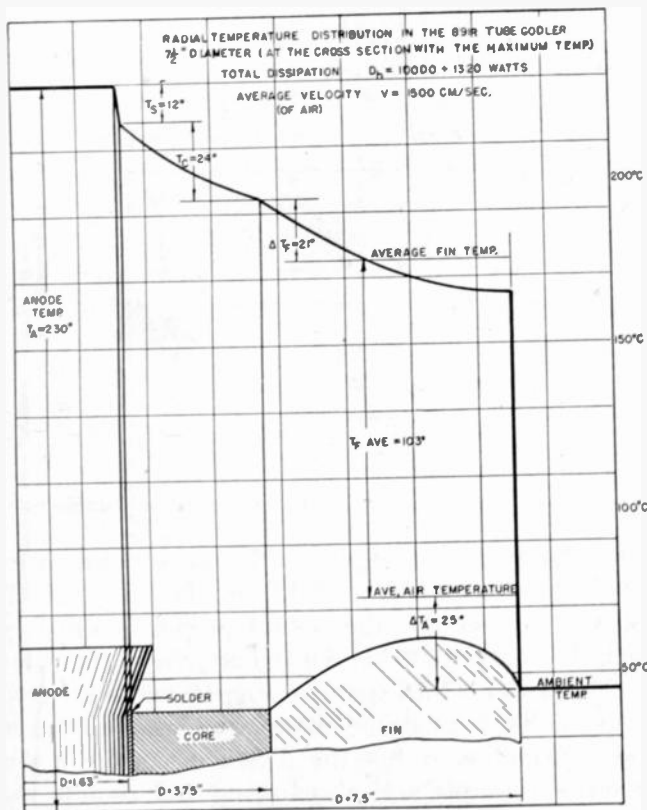 RADIAL TEMPERATURE DISTRIBUTION IN THE 891R TUBE COOLER
7½" DIAMETER (AT THE CROSS SECTION WITH THE MAXIMUM TEMP)
TOTAL DISSIPATION Dh = 10000 + 1320 WATTS
AVERAGE VELOCITY V = 1500 CM/SEC.
(OF AIR)
TS=12°
TC=24°
200°C
Δ TF=21°
AVERAGE FIN TEMP.
ANODE
TEMP
TA=230°
150°C
TF AVE =103°
100°C
AVE. AIR TEMPERATURE
ΔTA = 25°
50°C
ANODE
AMBIENT
TEMP
SOLDER
CORE
FIN
D=1.63"
D=3.75"
D=7.5"